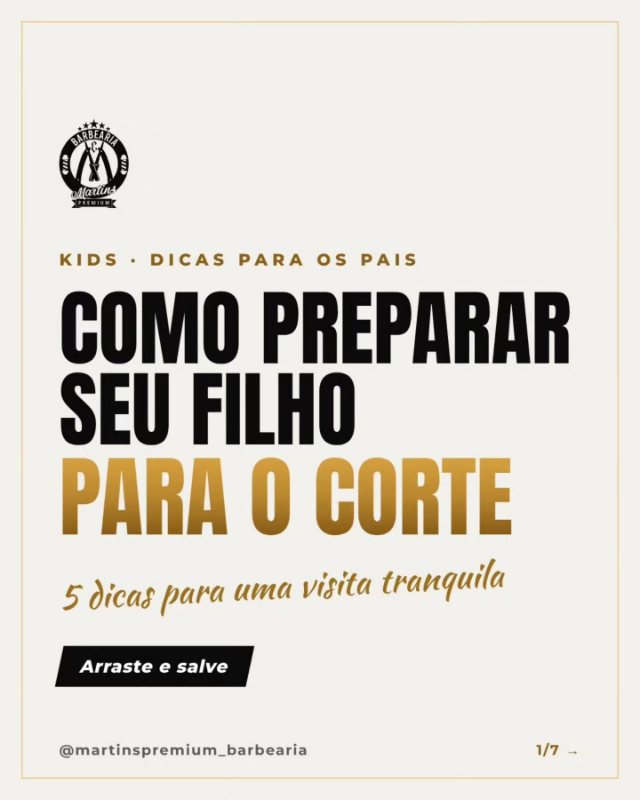 BARBEARIA
Martins
PREMIUM
KIDS · DICAS PARA OS PAIS
COMO PREPARAR
SEU FILHO
PARA O CORTE
5 dicas para uma visita tranquila
Arraste e salve
@martinspremium_barbearia
1/7 →